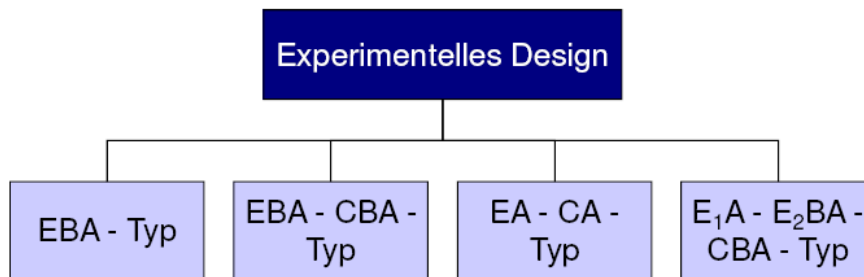 Experimentelles Design
EBA - Typ
EBA - CBA -
Typ
EA - CA -
Typ
E₁A - E₂BA -
CBA - Typ